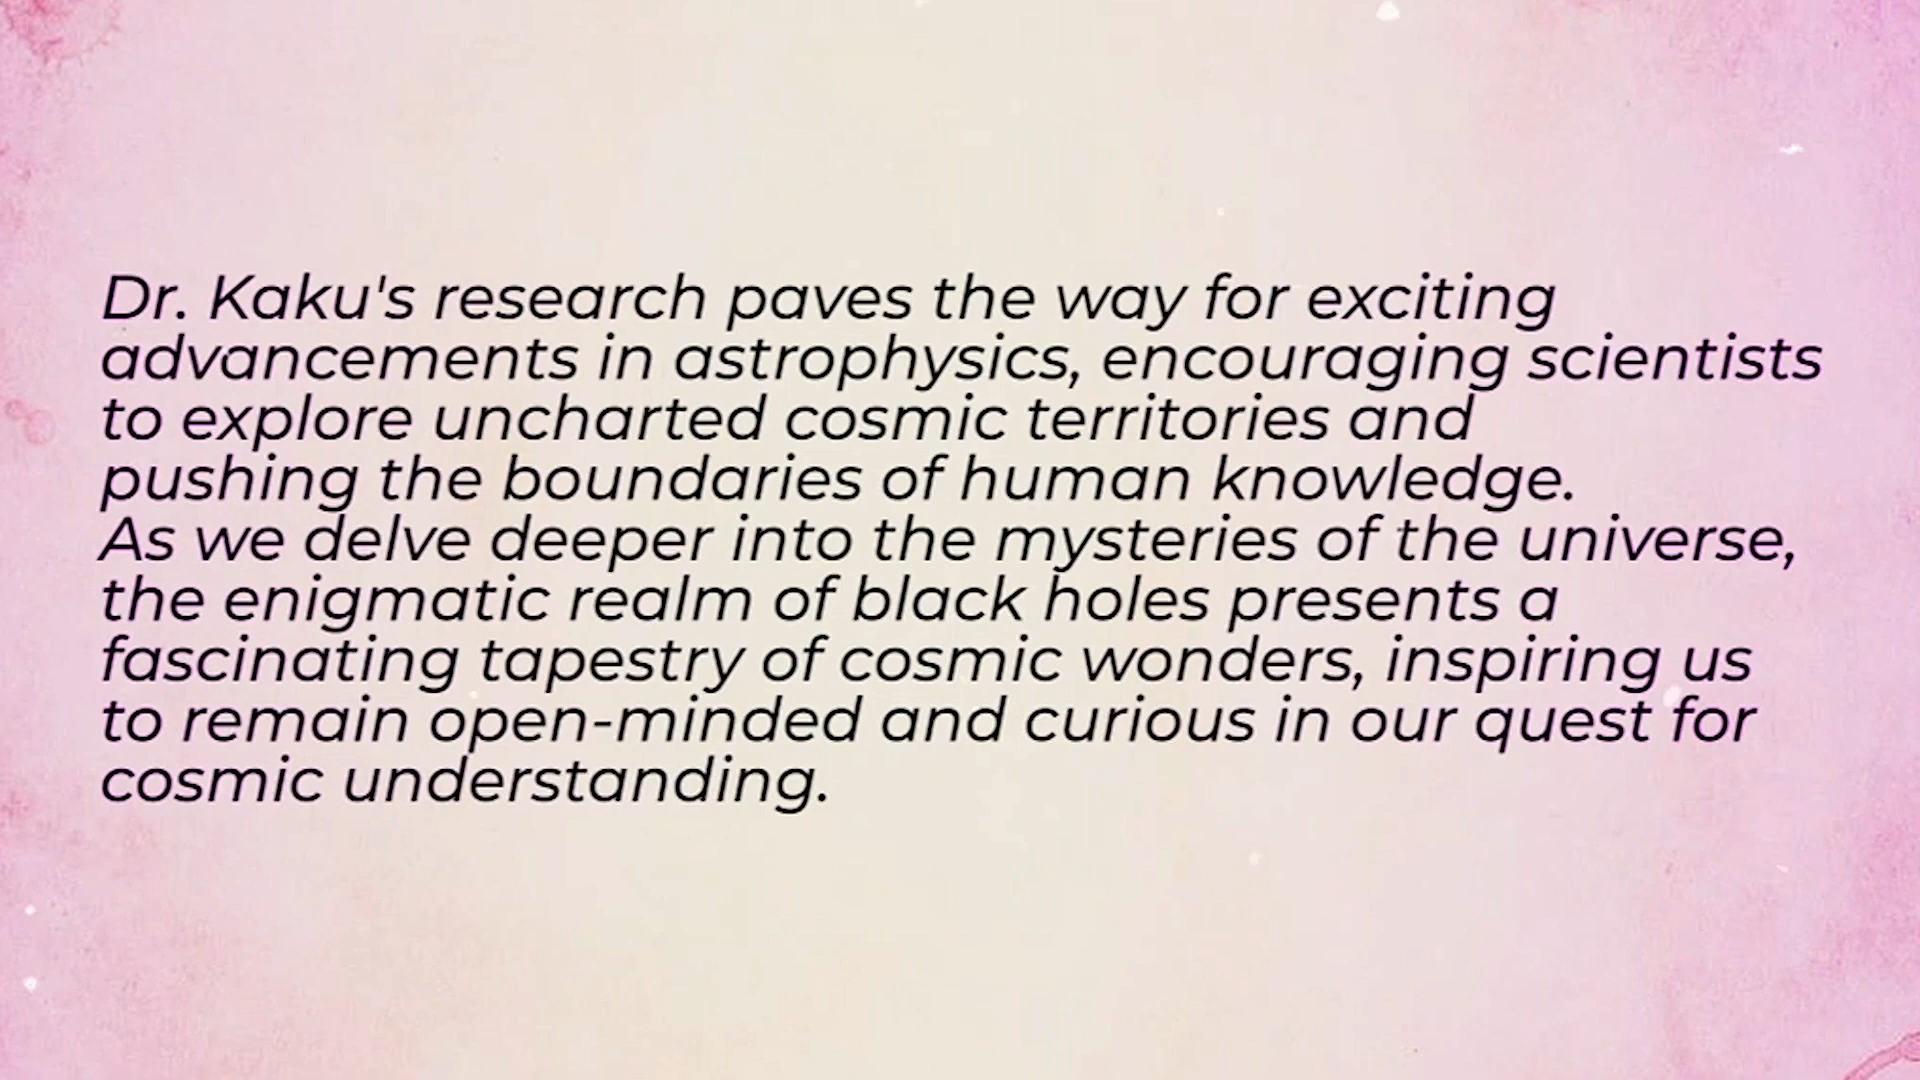 Dr. Kaku's research paves the way for exciting
advancements in astrophysics, encouraging scientists
to explore uncharted cosmic territories and
pushing the boundaries of human knowledge.
As we delve deeper into the mysteries of the universe,
the enigmatic realm of black holes presents a
fascinating tapestry of cosmic wonders, inspiring us
to remain open-minded and curious in our quest for
cosmic understanding.